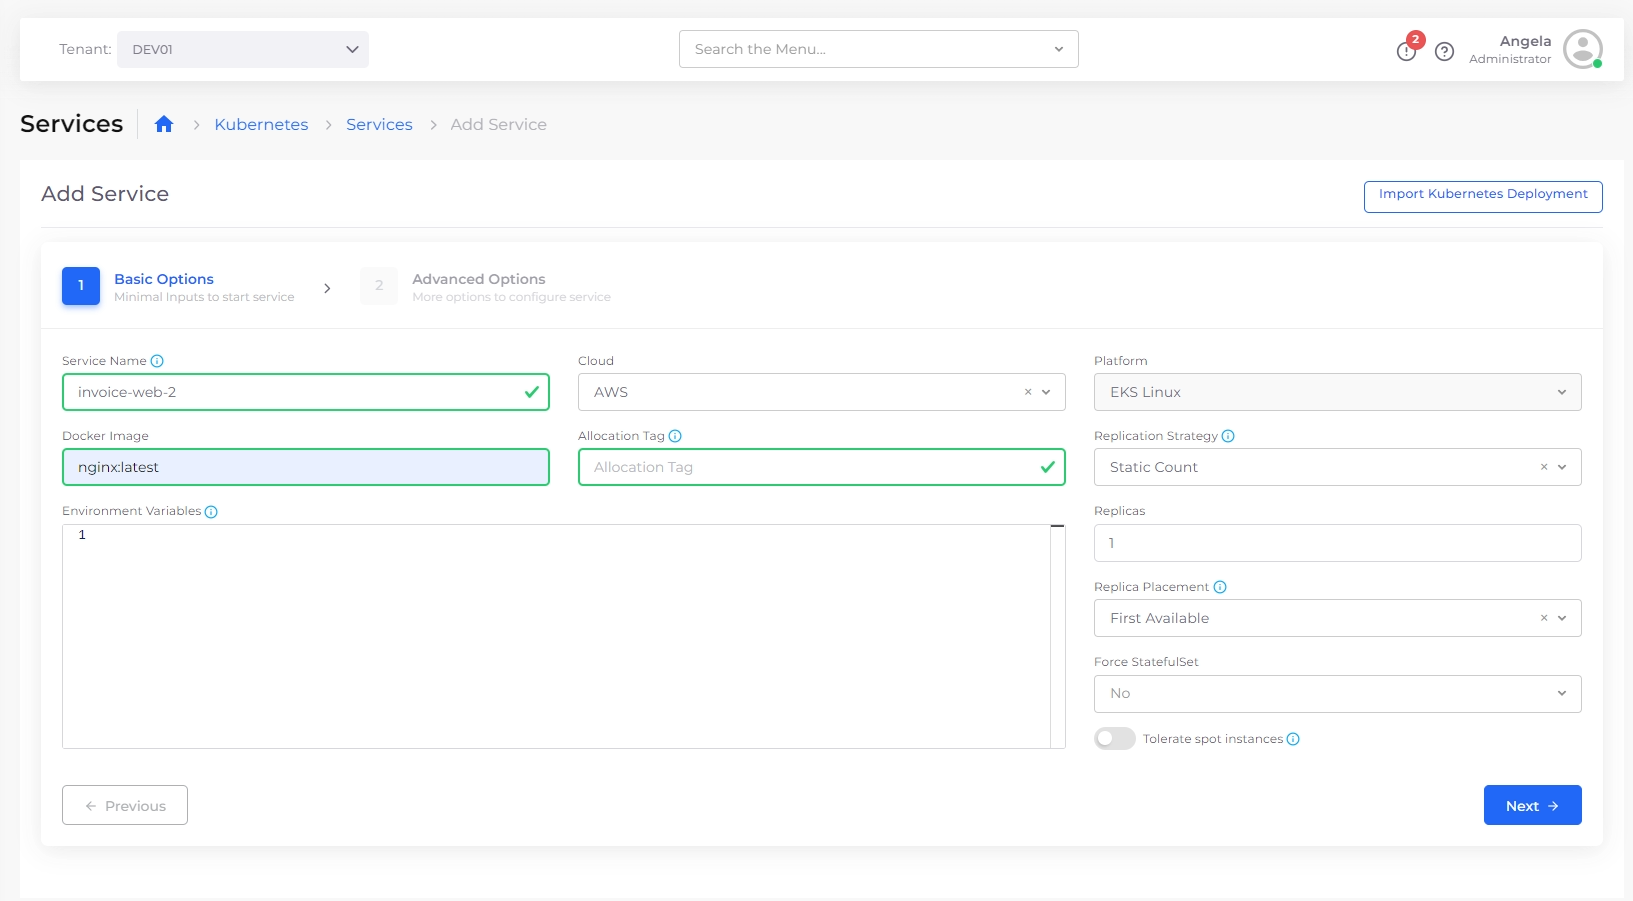 Tenant: DEV01
Search the Menu...
2
Angela
Administrator
Services
Kubernetes
Services
Add Service
Add Service
Import Kubernetes Deployment
1
Basic Options
Minimal Inputs to start service
2
Advanced Options
More options to configure service
Service Name
invoice-web-2
Cloud
AWS
Platform
EKS Linux
Docker Image
nginx:latest
Allocation Tag
Allocation Tag
Replication Strategy
Static Count
Environment Variables
1
Replicas
1
Replica Placement
First Available
Force StatefulSet
No
Tolerate spot instances
Previous
Next